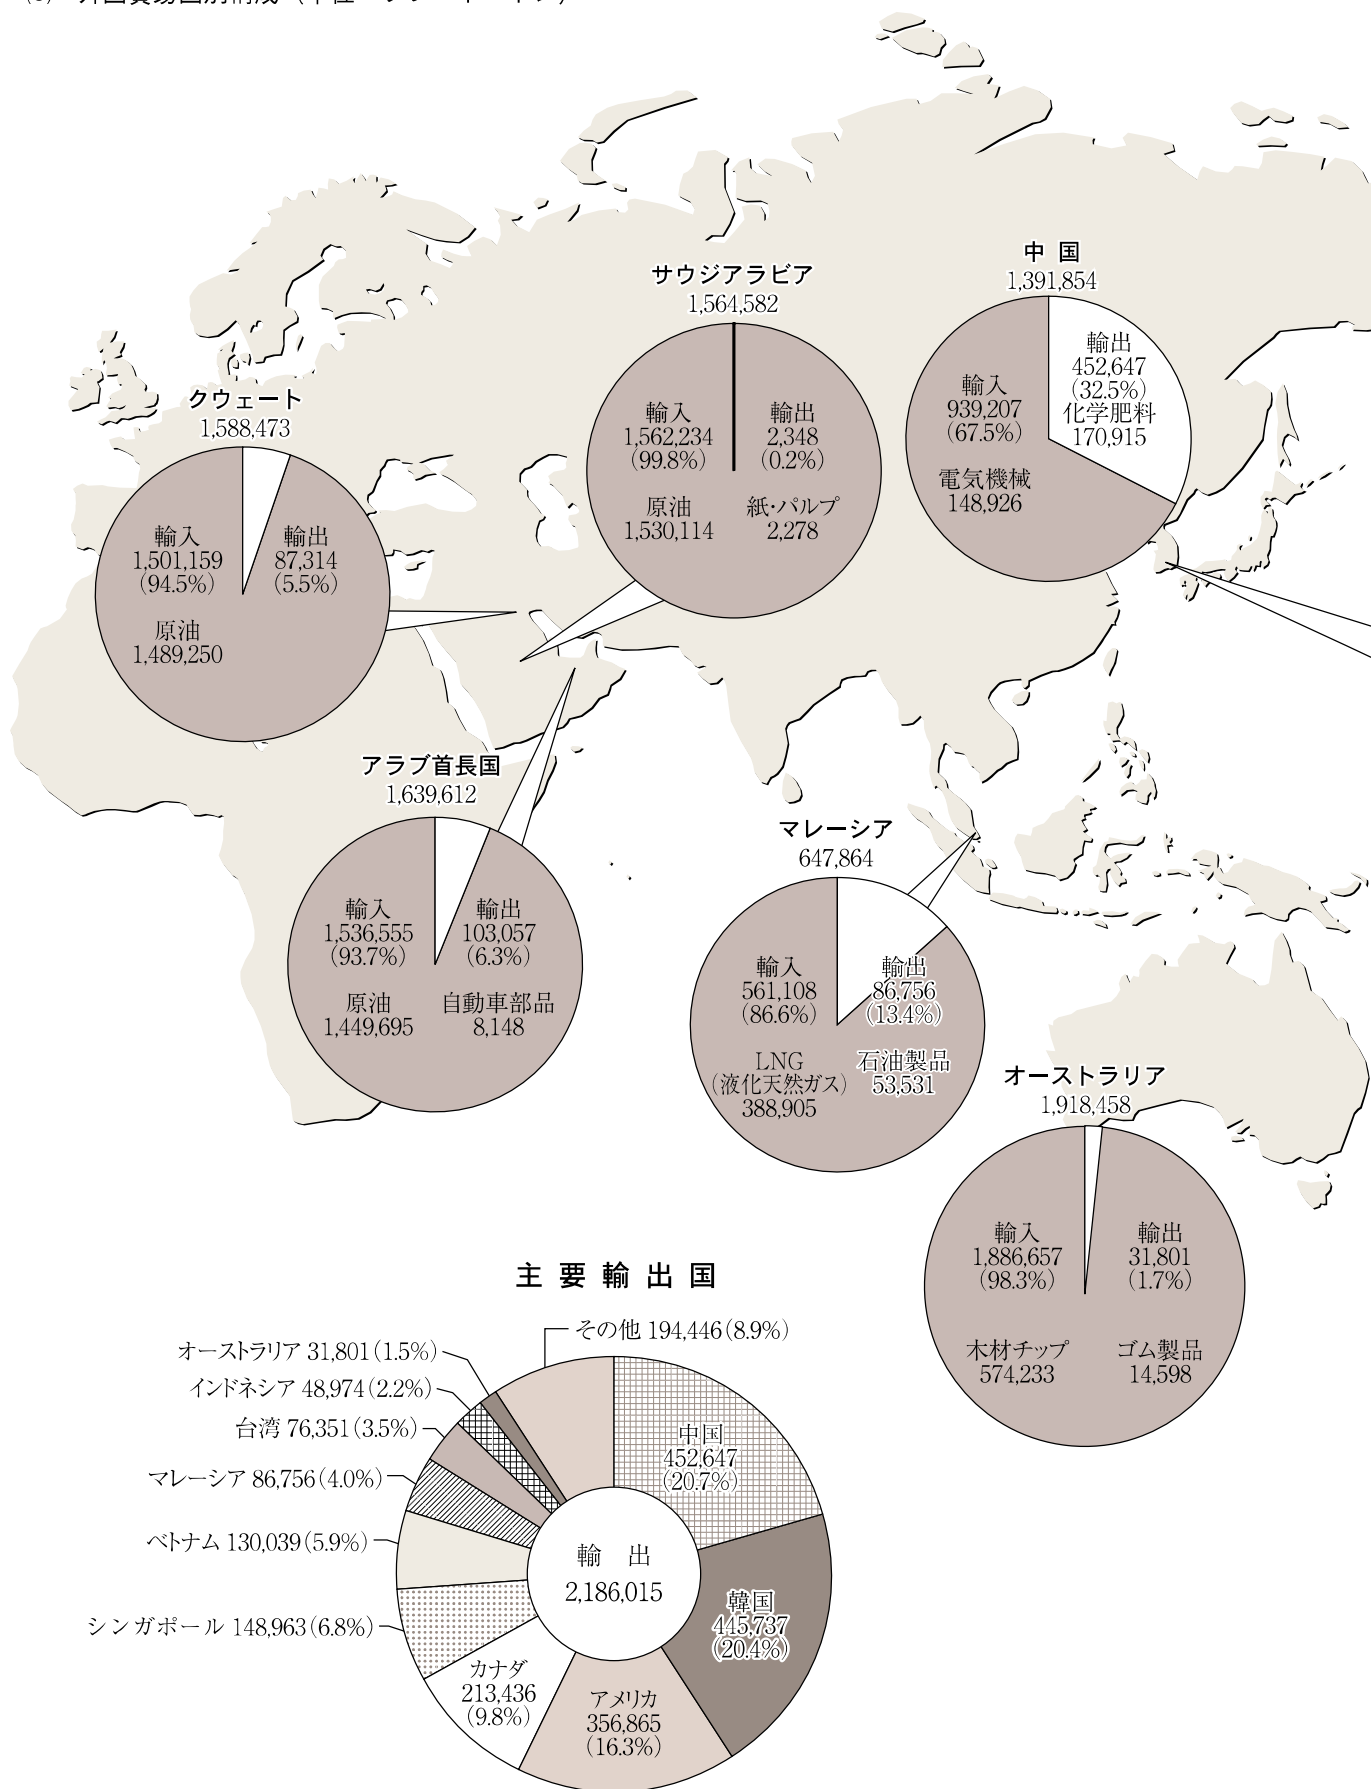 中 国
1,391,854
輸出
452,647
(32.5%)
化学肥料
170,915
輸入
939,207
(67.5%)
電気機械
148,926
サウジアラビア
1,564,582
輸入
1,562,234
(99.8%)
原油
1,530,114
輸出
2,348
(0.2%)
紙・パルプ
2,278
クウェート
1,588,473
輸入
1,501,159
(94.5%)
原油
1,489,250
輸出
87,314
(5.5%)
アラブ首長国
1,639,612
輸入
1,536,555
(93.7%)
原油
1,449,695
輸出
103,057
(6.3%)
自動車部品
8,148
マレーシア
647,864
輸入
561,108
(86.6%)
LNG
(液化天然ガス)
388,905
輸出
86,756
(13.4%)
石油製品
53,531
オーストラリア
1,918,458
輸入
1,886,657
(98.3%)
木材チップ
574,233
輸出
31,801
(1.7%)
ゴム製品
14,598
主 要 輸 出 国
その他 194,446(8.9%)
オーストラリア 31,801(1.5%)
インドネシア 48,974(2.2%)
台湾 76,351(3.5%)
マレーシア 86,756(4.0%)
ベトナム 130,039(5.9%)
シンガポール 148,963(6.8%)
カナダ
213,436
(9.8%)
アメリカ
356,865
(16.3%)
韓国
445,737
(20.4%)
中国
452,647
(20.7%)
輸 出
2,186,015